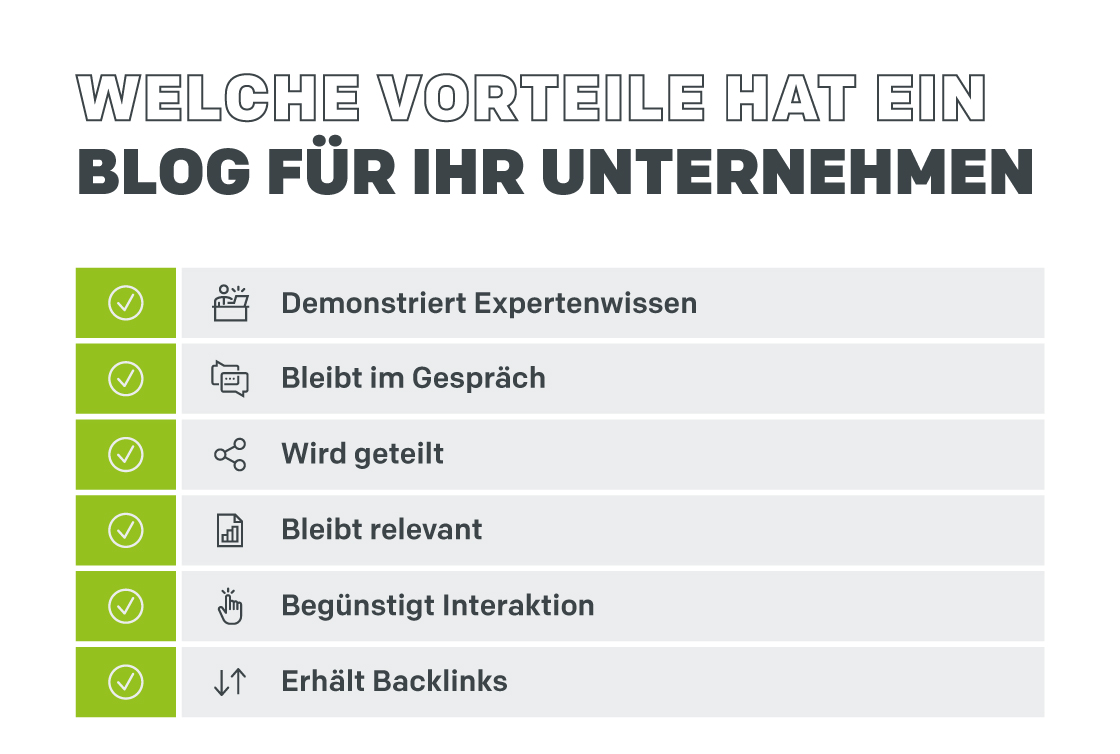 WELCHE VORTEILE HAT EIN
BLOG FÜR IHR UNTERNEHMEN
Demonstriert Expertenwissen
Bleibt im Gespräch
Wird geteilt
Bleibt relevant
Begünstigt Interaktion
Erhält Backlinks